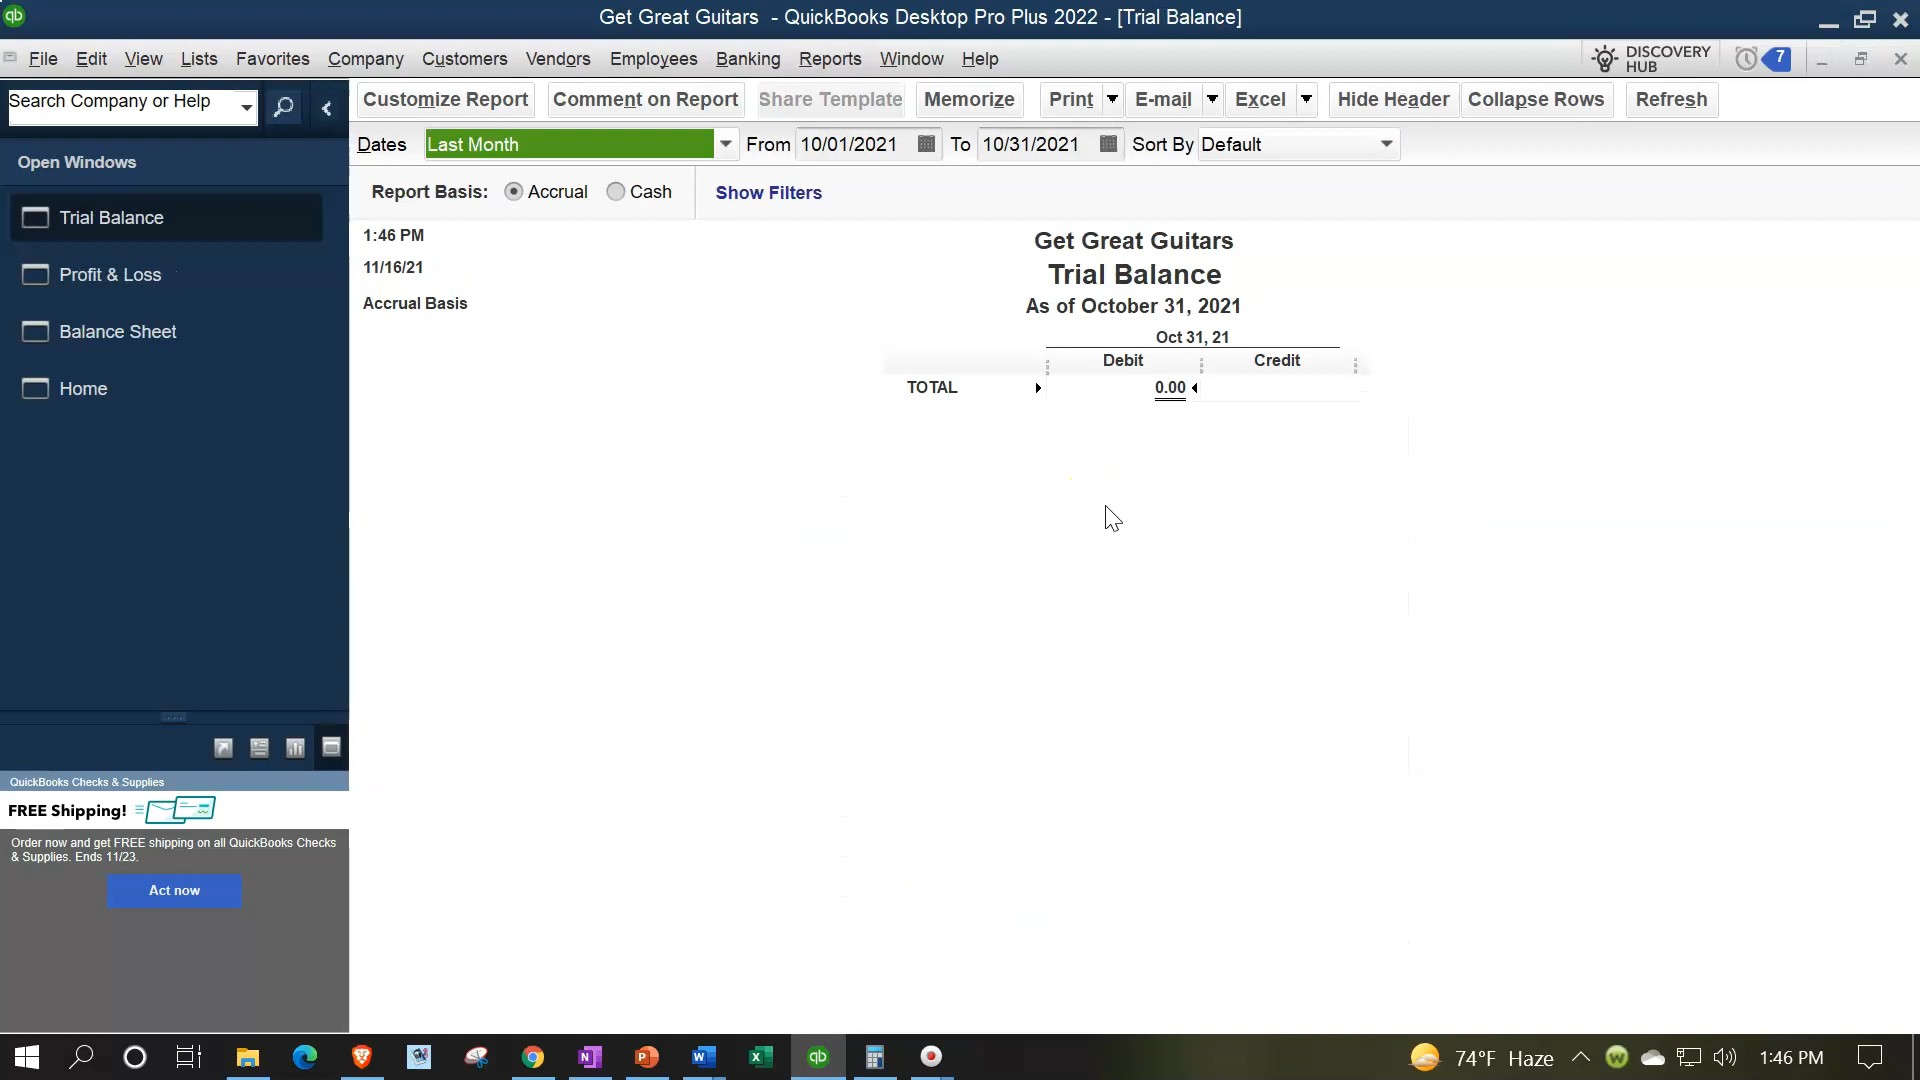 Get Great Guitars - QuickBooks Desktop Pro Plus 2022 - [Trial Balance]
File Edit View Lists Favorites Company Customers Vendors Employees Banking Reports Window Help
DISCOVERY
HUB
7
Search Company or Help
Customize Report Comment on Report Share Template Memorize Print E-mail Excel Hide Header Collapse Rows Refresh
Dates Last Month From 10/01/2021 To 10/31/2021 Sort By Default
Open Windows
Report Basis: Accrual Cash Show Filters
Trial Balance
Profit & Loss
Balance Sheet
Home
1:46 PM
11/16/21
Accrual Basis
Get Great Guitars
Trial Balance
As of October 31, 2021
Oct 31, 21
Debit Credit
TOTAL 0.00
QuickBooks Checks & Supplies
FREE Shipping!
Order now and get FREE shipping on all QuickBooks Checks
& Supplies. Ends 11/23.
Act now
74°F Haze 1:46 PM